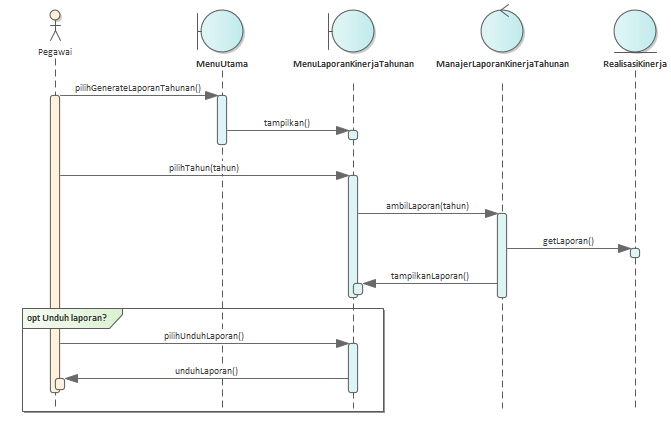 Pegawai
MenuUtama
MenuLaporanKinerjaTahunan
ManajerLaporanKinerjaTahunan
RealisasiKinerja
pilihGenerateLaporanTahunan()
tampilkan()
pilihTahun(tahun)
ambilLaporan(tahun)
getLaporan()
tampilkanLaporan()
opt Unduh laporan?
pilihUnduhLaporan()
unduhLaporan()